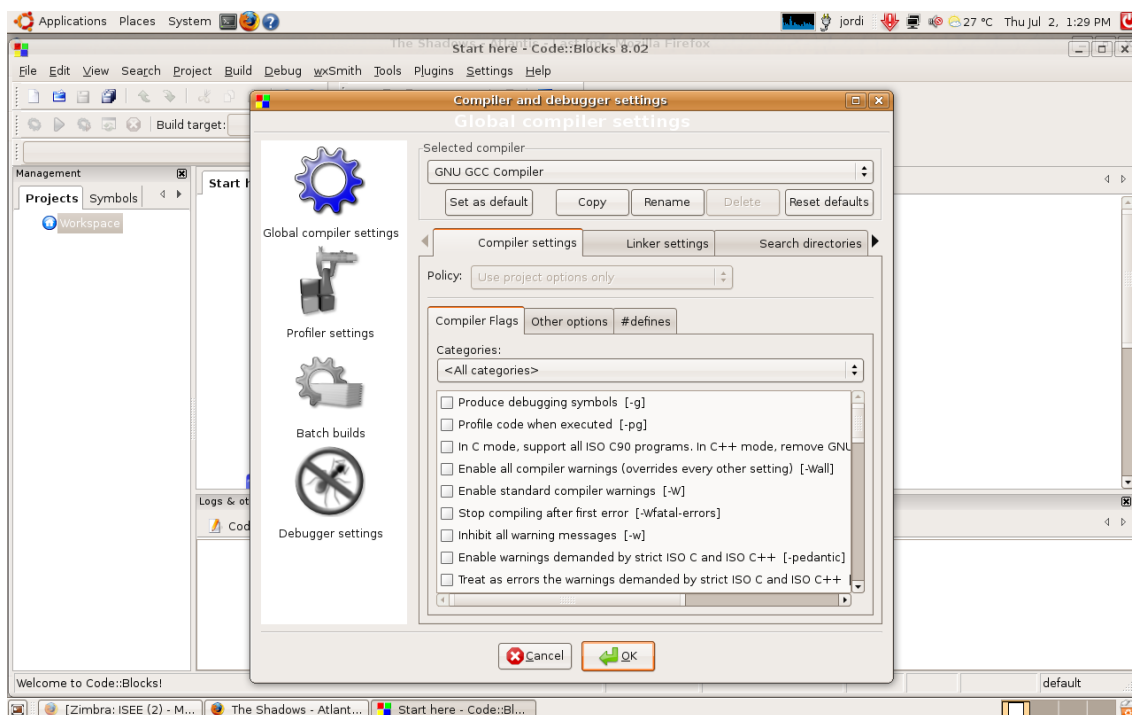 Applications Places System
jordi 27 °C Thu Jul 2, 1:29 PM
The Shadows - Atlantis - Last.fm - Mozilla Firefox
Start here - Code::Blocks 8.02
File Edit View Search Project Build Debug wxSmith Tools Plugins Settings Help
Build target:
Management
Projects Symbols
Workspace
Start h
Logs & ot
Cod
Compiler and debugger settings
Global compiler settings
Global compiler settings
Profiler settings
Batch builds
Debugger settings
Selected compiler
GNU GCC Compiler
Set as default Copy Rename Delete Reset defaults
Compiler settings Linker settings Search directories
Policy: Use project options only
Compiler Flags Other options #defines
Categories:
<All categories>
Produce debugging symbols [-g]
Profile code when executed [-pg]
In C mode, support all ISO C90 programs. In C++ mode, remove GNU
Enable all compiler warnings (overrides every other setting) [-Wall]
Enable standard compiler warnings [-W]
Stop compiling after first error [-Wfatal-errors]
Inhibit all warning messages [-w]
Enable warnings demanded by strict ISO C and ISO C++ [-pedantic]
Treat as errors the warnings demanded by strict ISO C and ISO C++ [
Cancel OK
Welcome to Code::Blocks! default
[Zimbra: ISEE (2) - M... The Shadows - Atlant... Start here - Code::Bl...